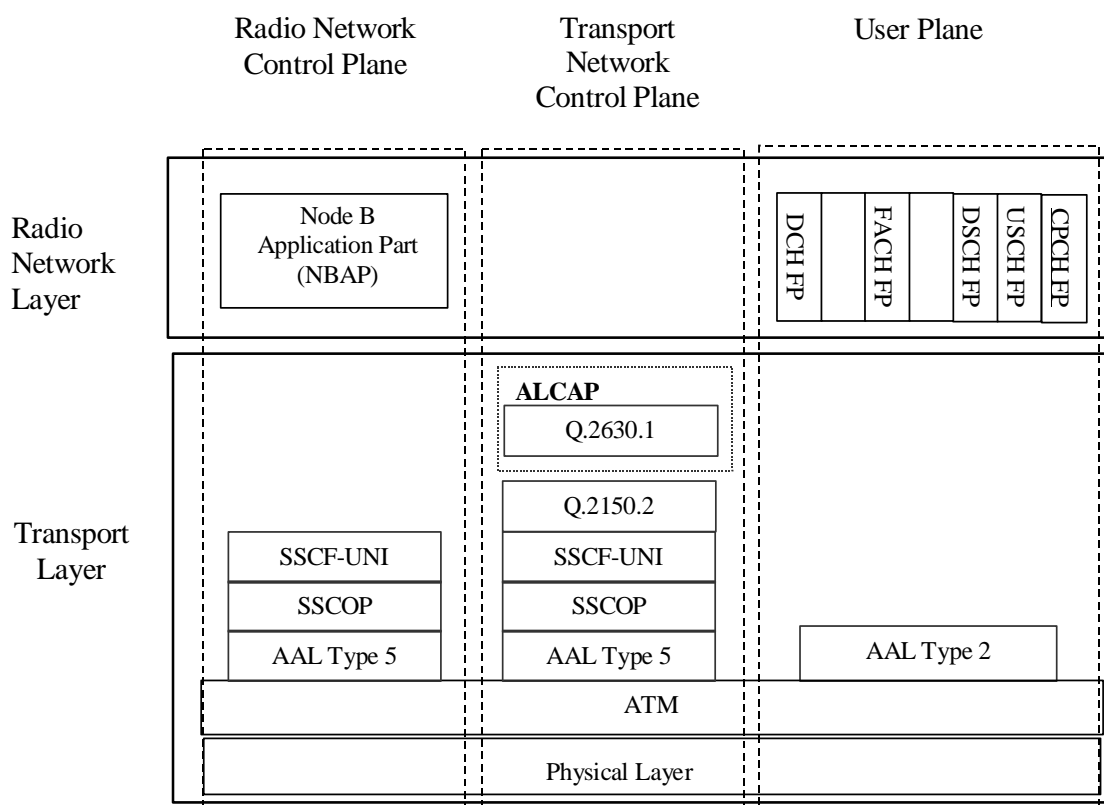 Radio Network
Control Plane
Transport
Network
Control Plane
User Plane
Radio
Network
Layer
Node B
Application Part
(NBAP)
DCH FP
FACH FP
DSCH FP
USCH FP
CPCH FP
Transport
Layer
ALCAP
Q.2630.1
Q.2150.2
SSCF-UNI
SSCF-UNI
SSCOP
SSCOP
AAL Type 5
AAL Type 5
AAL Type 2
ATM
Physical Layer